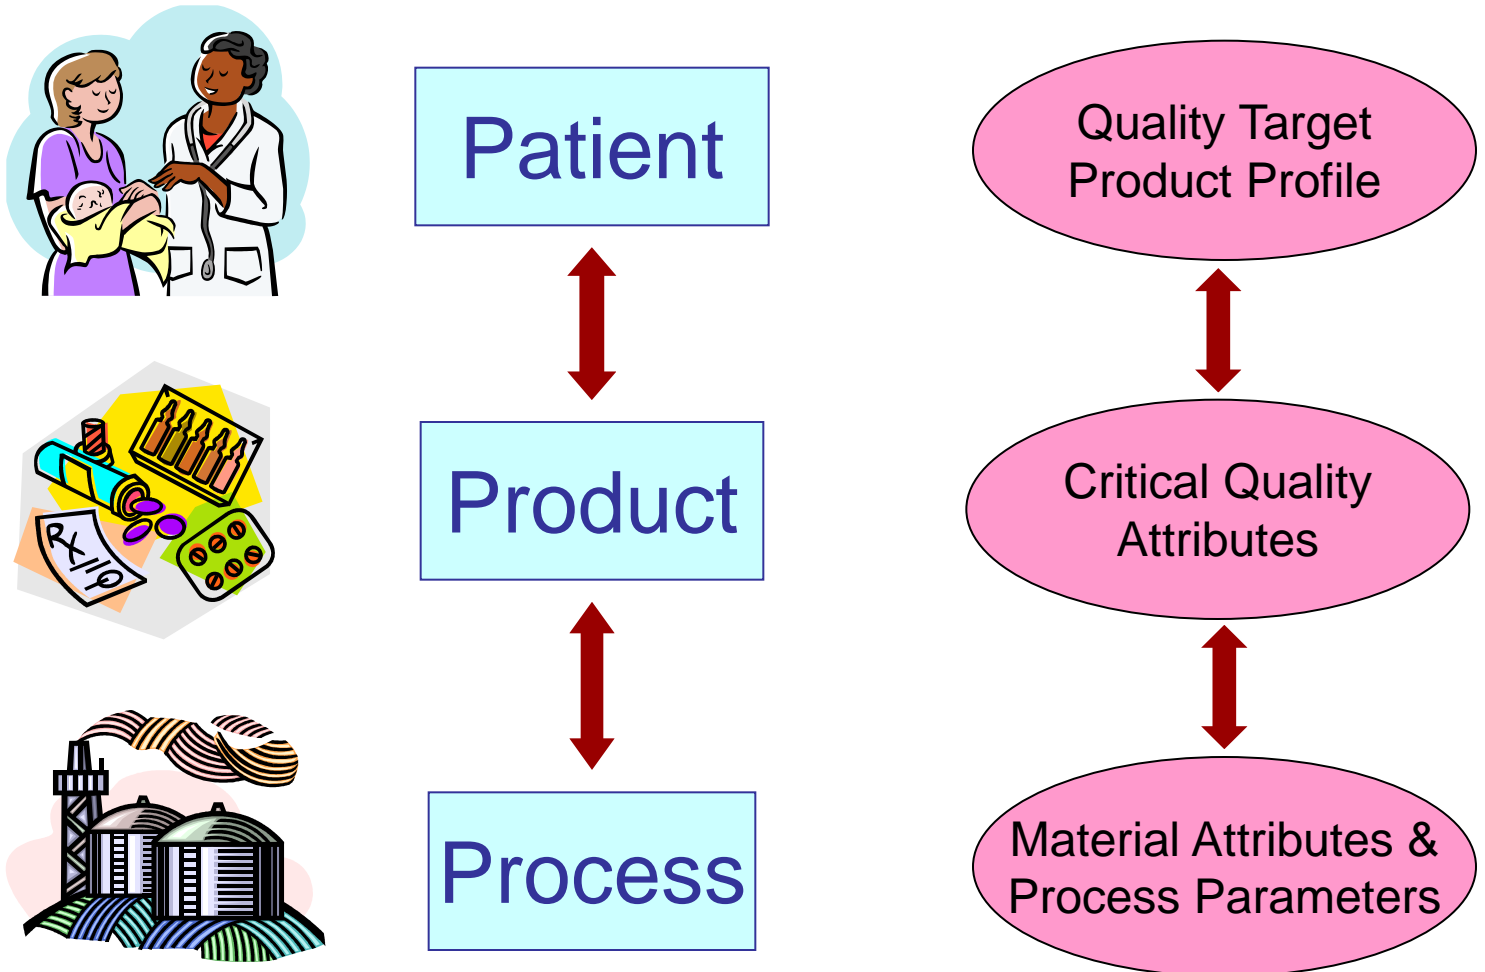 Patient
Quality Target
Product Profile
Product
Critical Quality
Attributes
Rx
Process
Material Attributes &
Process Parameters